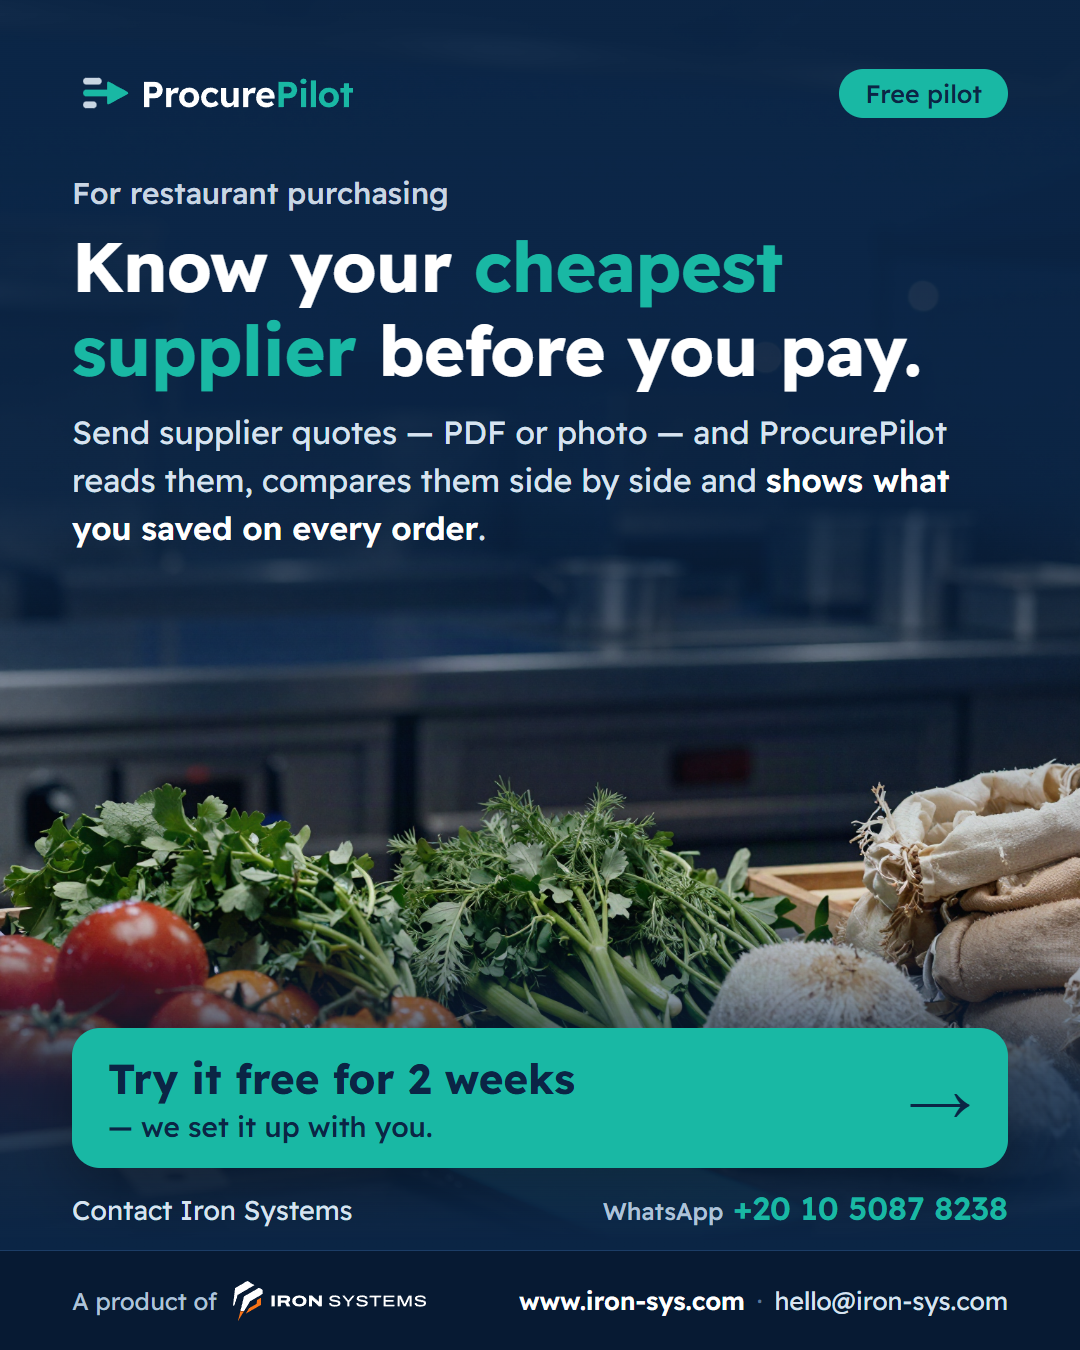 ProcurePilot
Free pilot
For restaurant purchasing
Know your cheapest
supplier before you pay.
Send supplier quotes — PDF or photo — and ProcurePilot
reads them, compares them side by side and shows what
you saved on every order.
Try it free for 2 weeks
— we set it up with you.
Contact Iron Systems
WhatsApp +20 10 5087 8238
A product of IRON SYSTEMS
www.iron-sys.com · hello@iron-sys.com